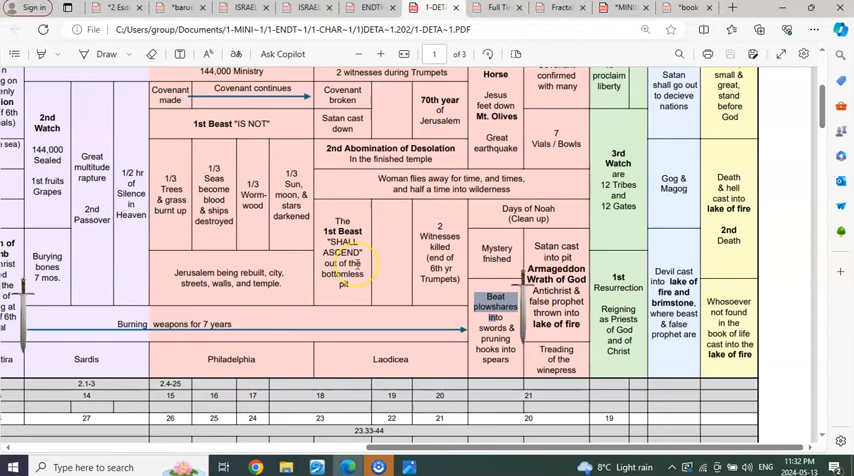 Sign in
*2 Esd
*baruc
ISRAEL
ISRAEL
ENDTIM
1-DETA
Full Tim
Fractal
*MINIS
*book
File
C:/Users/group/Documents/1-MINI~1/1-ENDT~1/1-CHAR~1/1)DETA~1.202/1-DETA~1.PDF
Draw
Ask Copilot
1
of 3
144,000 Ministry
2 witnesses during Trumpets
Horse
Covenant
confirmed
with many
proclaim
liberty
Satan
shall go
out to
decieve
nations
small &
great,
stand
before
God
only
of 6th
als)
2nd
Watch
144,000
Sealed
1st fruits
Grapes
Great
multitude
rapture
2nd
Passover
1/2 hr
of
Silence
in
Heaven
Covenant
made
Covenant continues
Covenant
broken
Satan cast
down
70th year
of
Jerusalem
Jesus
feet down
Mt. Olives
Great
earthquake
7
Vials / Bowls
1st Beast "IS NOT"
2nd Abomination of Desolation
In the finished temple
1/3
Trees
& grass
burnt up
1/3
Seas
become
blood
& ships
destroyed
1/3
Worm-
wood
1/3
Sun,
moon, &
stars
darkened
Woman flies away for time, and times,
and half a time into wilderness
3rd
Watch
are
12 Tribes
and
12 Gates
Gog &
Magog
Death
& hell
cast into
lake of fire
2nd
Death
The
1st Beast
"SHALL
ASCEND"
out of the
bottomless
pit
2
Witnesses
killed
(end of
6th yr
Trumpets)
Days of Noah
(Clean up)
Burying
bones
7 mos.
Jerusalem being rebuilt, city,
streets, walls, and temple.
Mystery
fnished
Satan cast
into pit
Armageddon
Wrath of God
Antichrist &
false prophet
thrown into
lake of fire
1st
Resurrection
Reigning
as Priests
of God
and of
Christ
Devil cast
into lake
of fire
and
brimstone,
where beast
& false
prophet are
Whosoever
not found
in the
book of life
cast into the
lake of fire
Burning weapons for 7 years
Beat
plowshares
into
swords &
pruning
hooks into
spears
Treading
of the
winepress
Sardis
Philadelphia
Laodicea
2.1-3
2.4-25
14
15
16
17
18
19
20
21
27
26
25
24
23
22
21
20
19
23.33-44
Type here to search
8°C Light rain
ENG
11:32 PM
2024-05-13